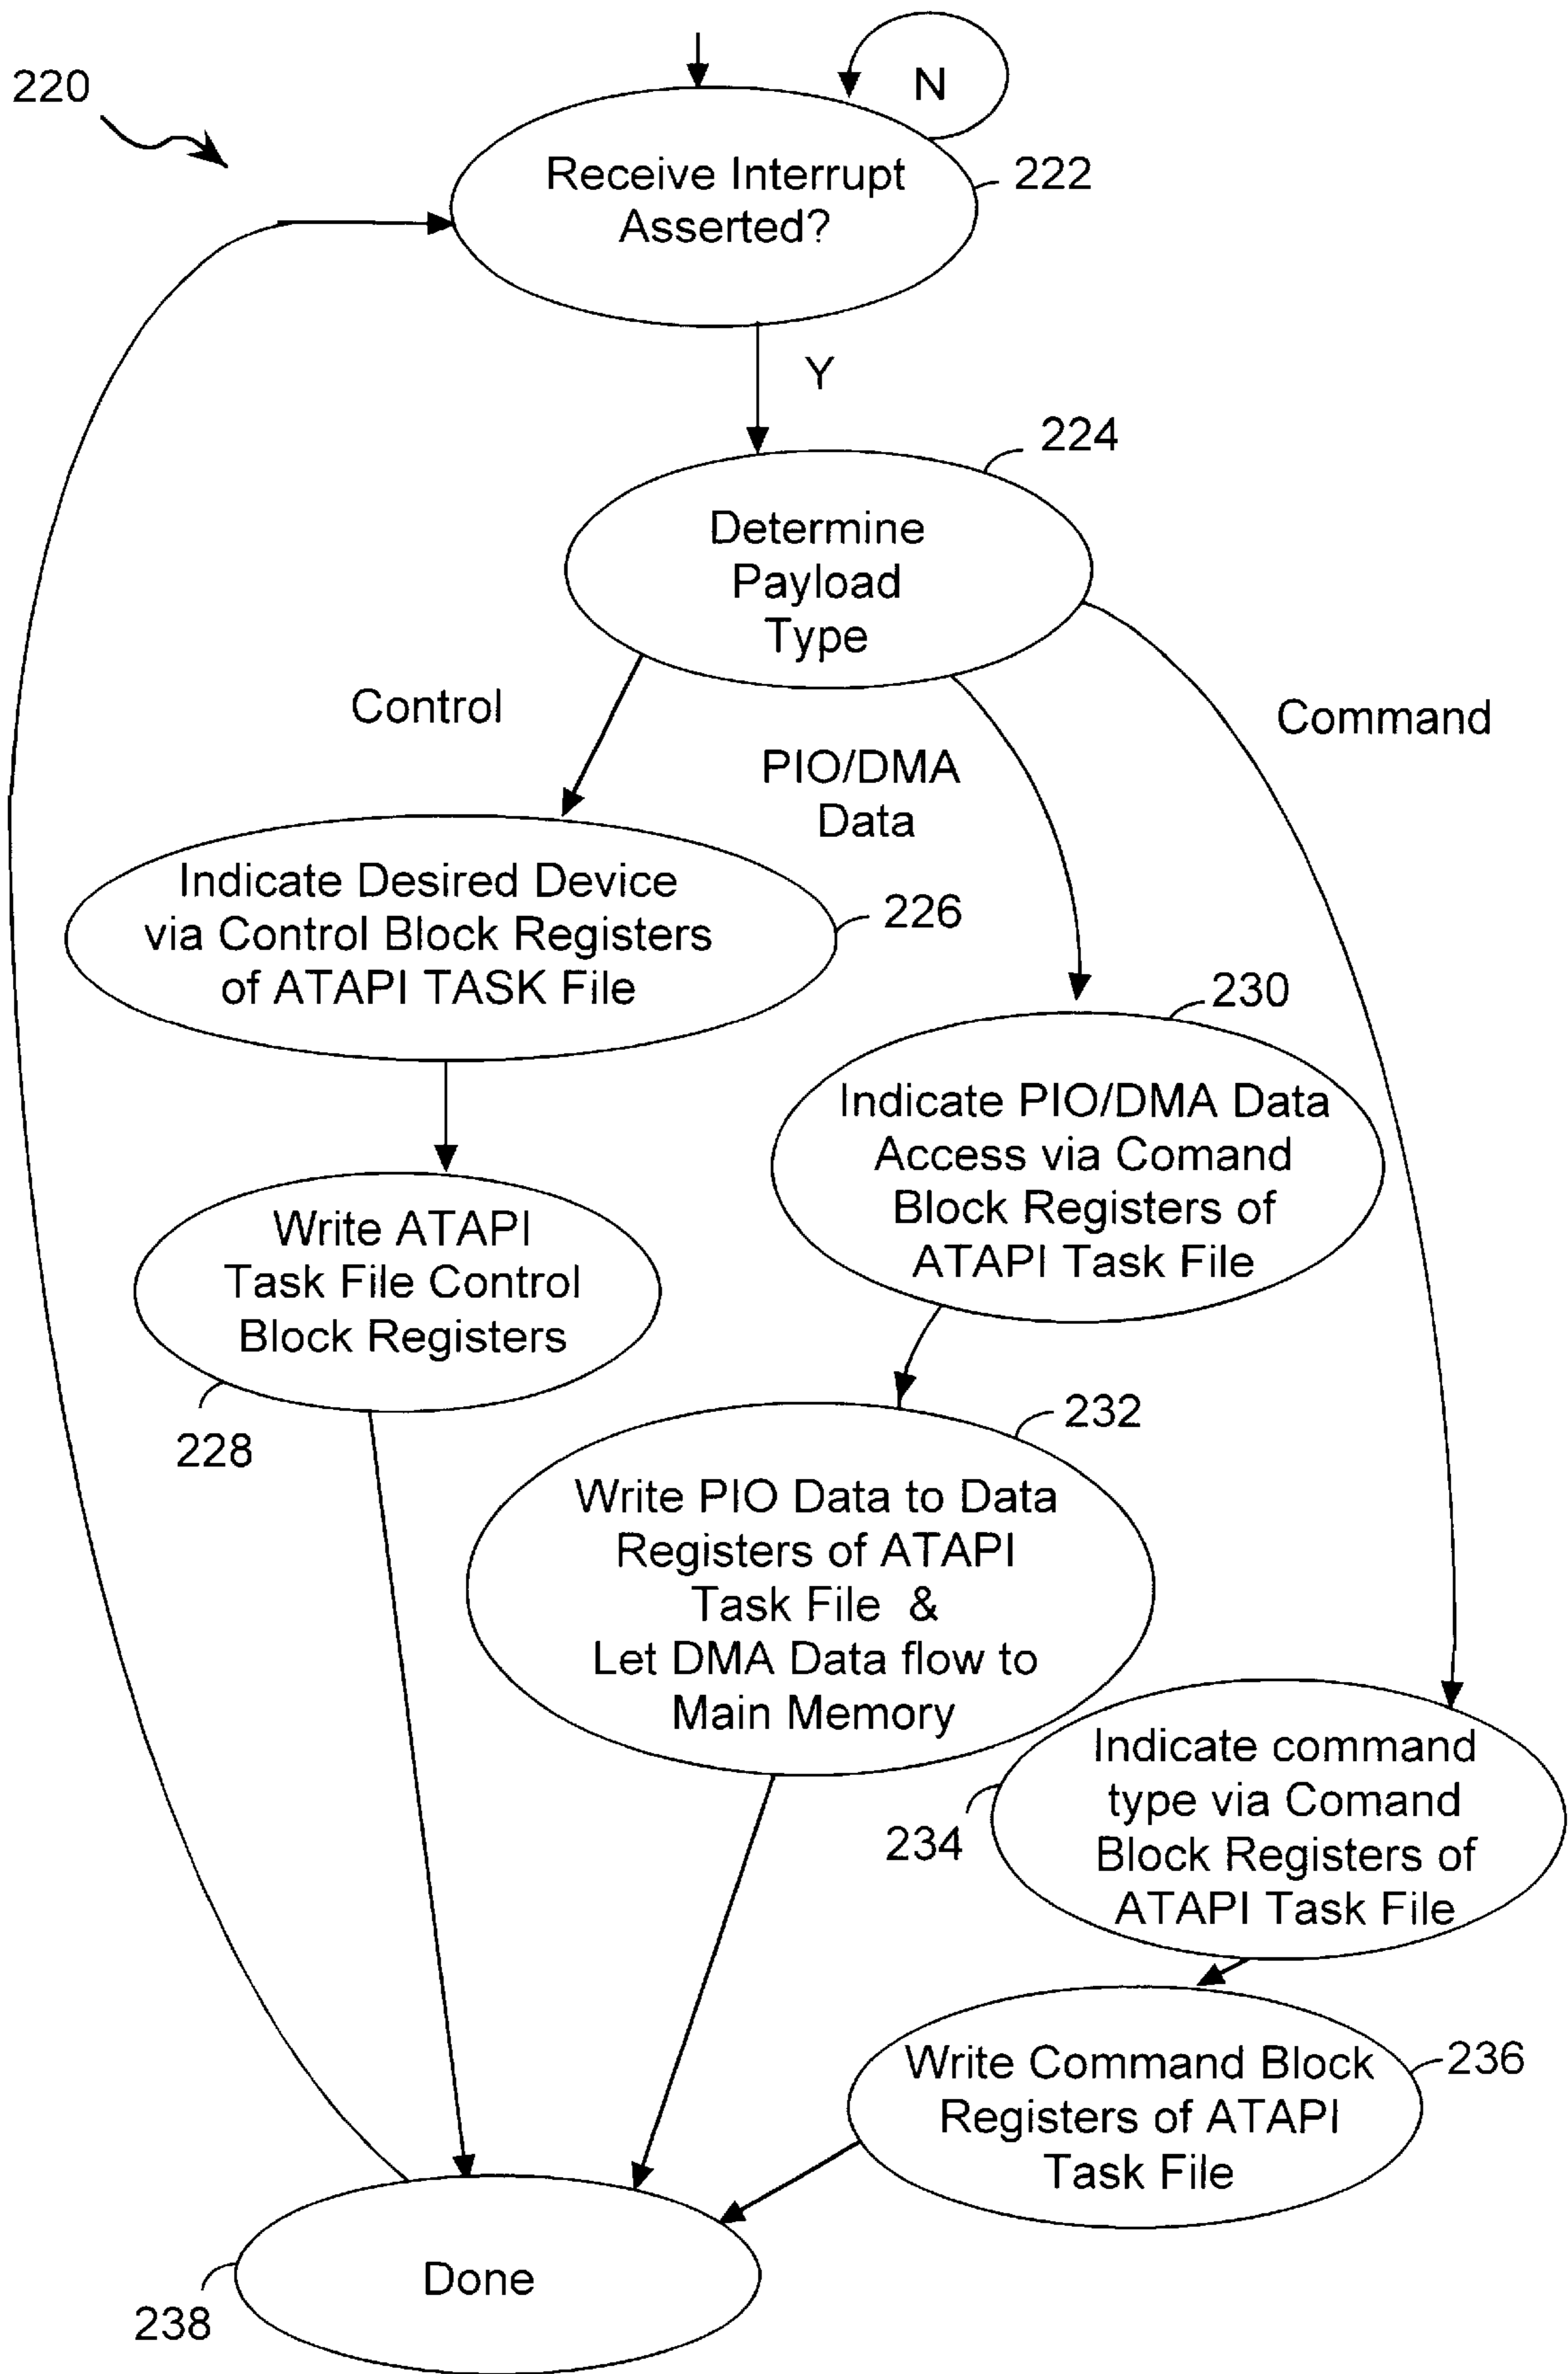 220
N
Receive Interrupt
Asserted?
222
Y
224
Determine
Payload
Type
Control
PIO/DMA
Data
Command
Indicate Desired Device
via Control Block Registers
of ATAPI TASK File
226
230
Indicate PIO/DMA Data
Access via Comand
Block Registers of
ATAPI Task File
Write ATAPI
Task File Control
Block Registers
228
232
Write PIO Data to Data
Registers of ATAPI
Task File &
Let DMA Data flow to
Main Memory
Indicate command
type via Comand
Block Registers of
ATAPI Task File
234
Write Command Block
Registers of ATAPI
Task File
236
Done
238